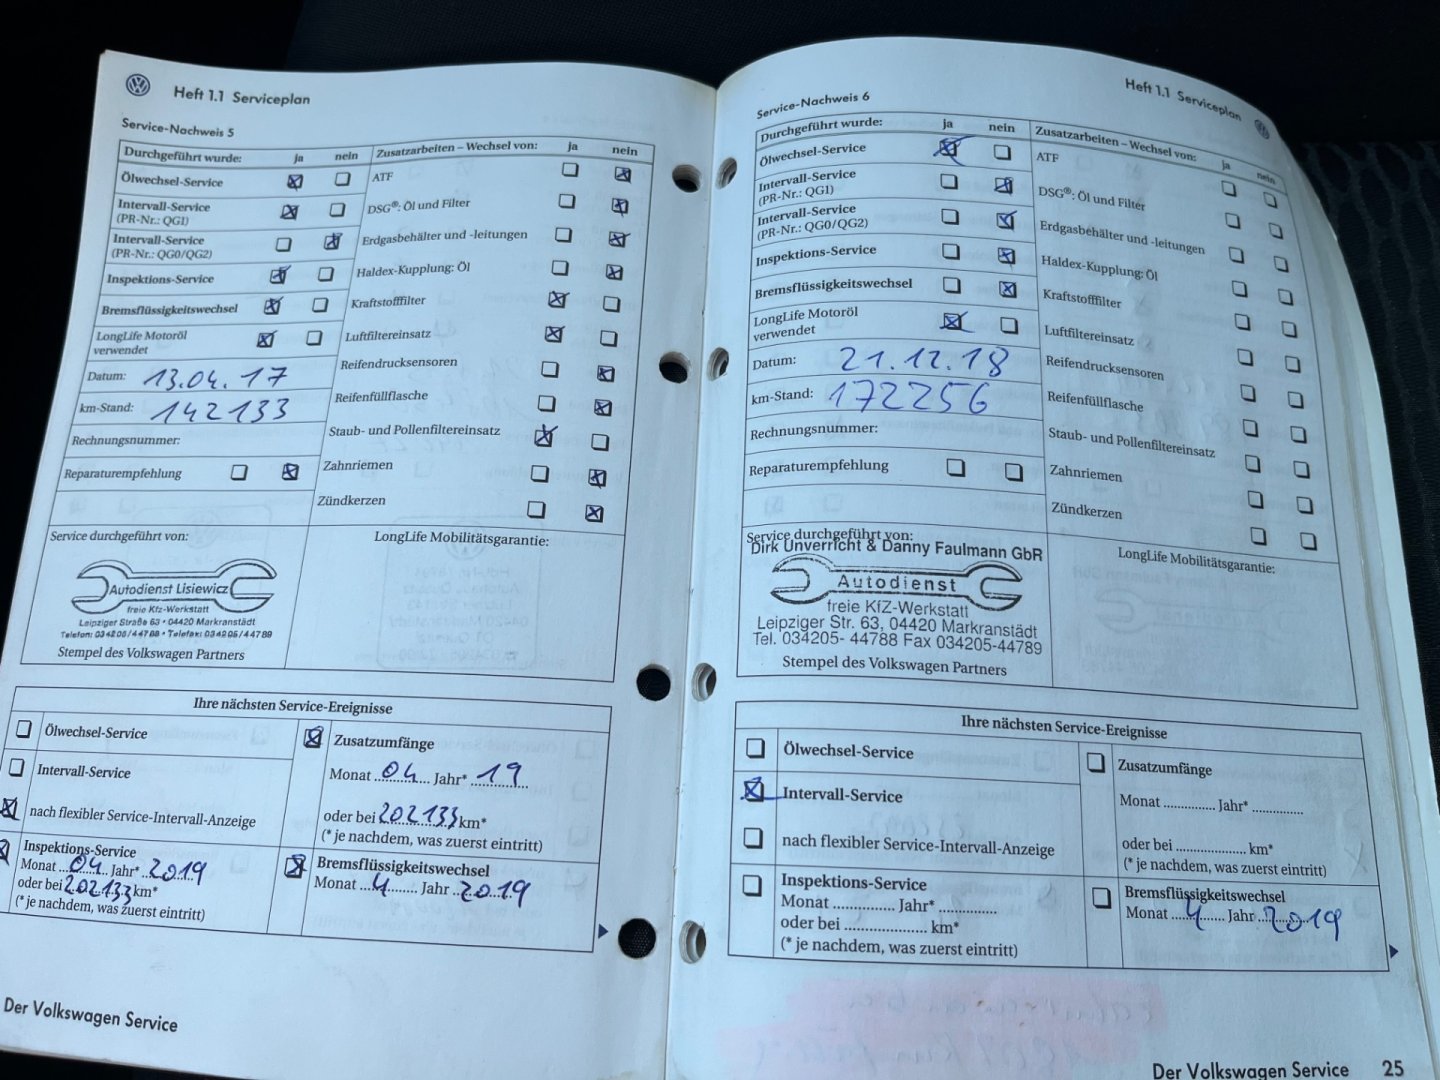 Heft 1.1 Serviceplan
Service-Nachweis 5
Durchgeführt wurde: ja nein
Ölwechsel-Service
Intervall-Service
(PR-Nr.: QG1)
Intervall-Service
(PR-Nr.: QG0/QG2)
Inspektions-Service
Bremsflüssigkeitswechsel
LongLife Motoröl
verwendet
Datum: 13.04.17
km-Stand: 142133
Rechnungsnummer:
Reparaturempfehlung
Zusatzarbeiten – Wechsel von: ja nein
ATF
DSG®: Öl und Filter
Erdgasbehälter und -leitungen
Haldex-Kupplung: Öl
Kraftstofffilter
Luftfiltereinsatz
Reifendrucksensoren
Reifenfüllflasche
Staub- und Pollenfiltereinsatz
Zahnriemen
Zündkerzen
Service durchgeführt von:
Autodienst Lisiewicz
freie Kfz-Werkstatt
Leipziger Straße 63 • 04420 Markranstädt
Telefon: 034205/44788 • Telefax: 034205/44789
Stempel des Volkswagen Partners
LongLife Mobilitätsgarantie:
Ihre nächsten Service-Ereignisse
Ölwechsel-Service
Intervall-Service
nach flexibler Service-Intervall-Anzeige
Inspektions-Service
Monat 04 Jahr* 2019
oder bei 202133 km*
(* je nachdem, was zuerst eintritt)
Zusatzumfänge
Monat 04 Jahr* 19
oder bei 202133 km*
(* je nachdem, was zuerst eintritt)
Bremsflüssigkeitswechsel
Monat 4 Jahr 2019
Der Volkswagen Service
Heft 1.1 Serviceplan
Service-Nachweis 6
Durchgeführt wurde: ja nein
Ölwechsel-Service
Intervall-Service
(PR-Nr.: QG1)
Intervall-Service
(PR-Nr.: QG0/QG2)
Inspektions-Service
Bremsflüssigkeitswechsel
LongLife Motoröl
verwendet
Datum: 21.12.18
km-Stand: 172256
Rechnungsnummer:
Reparaturempfehlung
Zusatzarbeiten – Wechsel von: ja nein
ATF
DSG®: Öl und Filter
Erdgasbehälter und -leitungen
Haldex-Kupplung: Öl
Kraftstofffilter
Luftfiltereinsatz
Reifendrucksensoren
Reifenfüllflasche
Staub- und Pollenfiltereinsatz
Zahnriemen
Zündkerzen
Service durchgeführt von:
Dirk Unverricht & Danny Faulmann GbR
Autodienst
freie KfZ-Werkstatt
Leipziger Str. 63, 04420 Markranstädt
Tel. 034205- 44788 Fax 034205-44789
Stempel des Volkswagen Partners
LongLife Mobilitätsgarantie:
Ihre nächsten Service-Ereignisse
Ölwechsel-Service
Intervall-Service
nach flexibler Service-Intervall-Anzeige
Inspektions-Service
Monat Jahr*
oder bei km*
(* je nachdem, was zuerst eintritt)
Zusatzumfänge
Monat Jahr*
oder bei km*
(* je nachdem, was zuerst eintritt)
Bremsflüssigkeitswechsel
Monat 4 Jahr 2019
Der Volkswagen Service 25